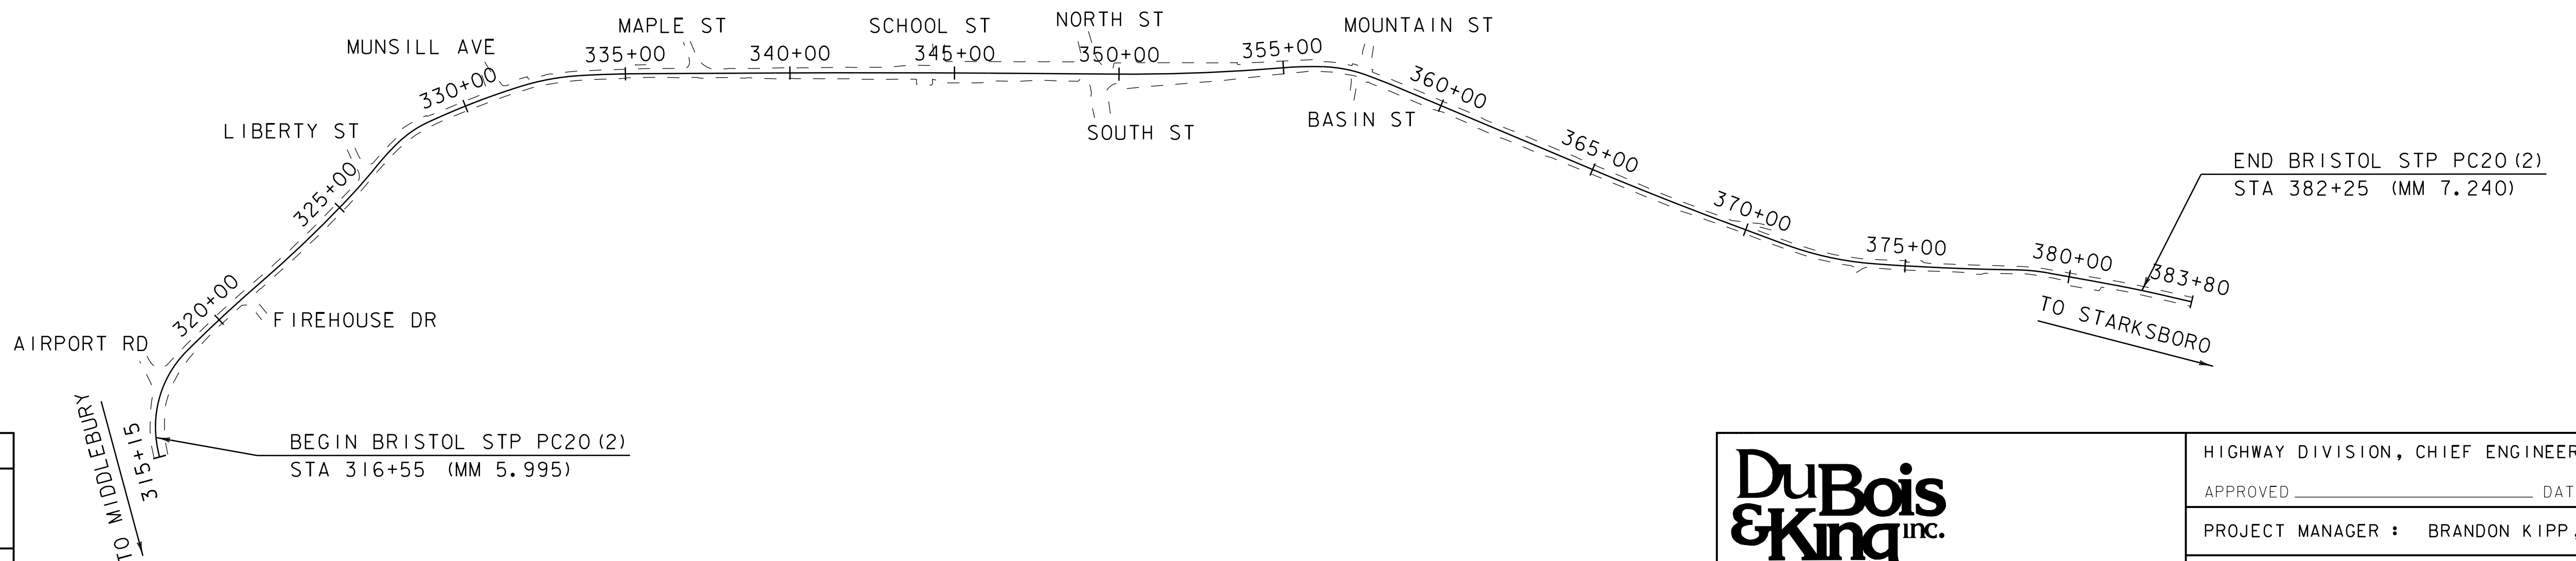 MAPLE ST
SCHOOL ST
NORTH ST
MOUNTAIN ST
MUNSILL AVE
335+00
340+00
345+00
350+00
355+00
330+00
360+00
LIBERTY ST
SOUTH ST
BASIN ST
365+00
325+00
370+00
END BRISTOL STP PC20(2)
STA 382+25 (MM 7.240)
375+00
380+00
383+80
320+00
FIREHOUSE DR
AIRPORT RD
TO STARKSBORO
TO MIDDLEBURY
315+15
BEGIN BRISTOL STP PC20(2)
STA 316+55 (MM 5.995)
DuBois
&King inc.
HIGHWAY DIVISION, CHIEF ENGINEER
APPROVED DAT
PROJECT MANAGER : BRANDON KIPP,